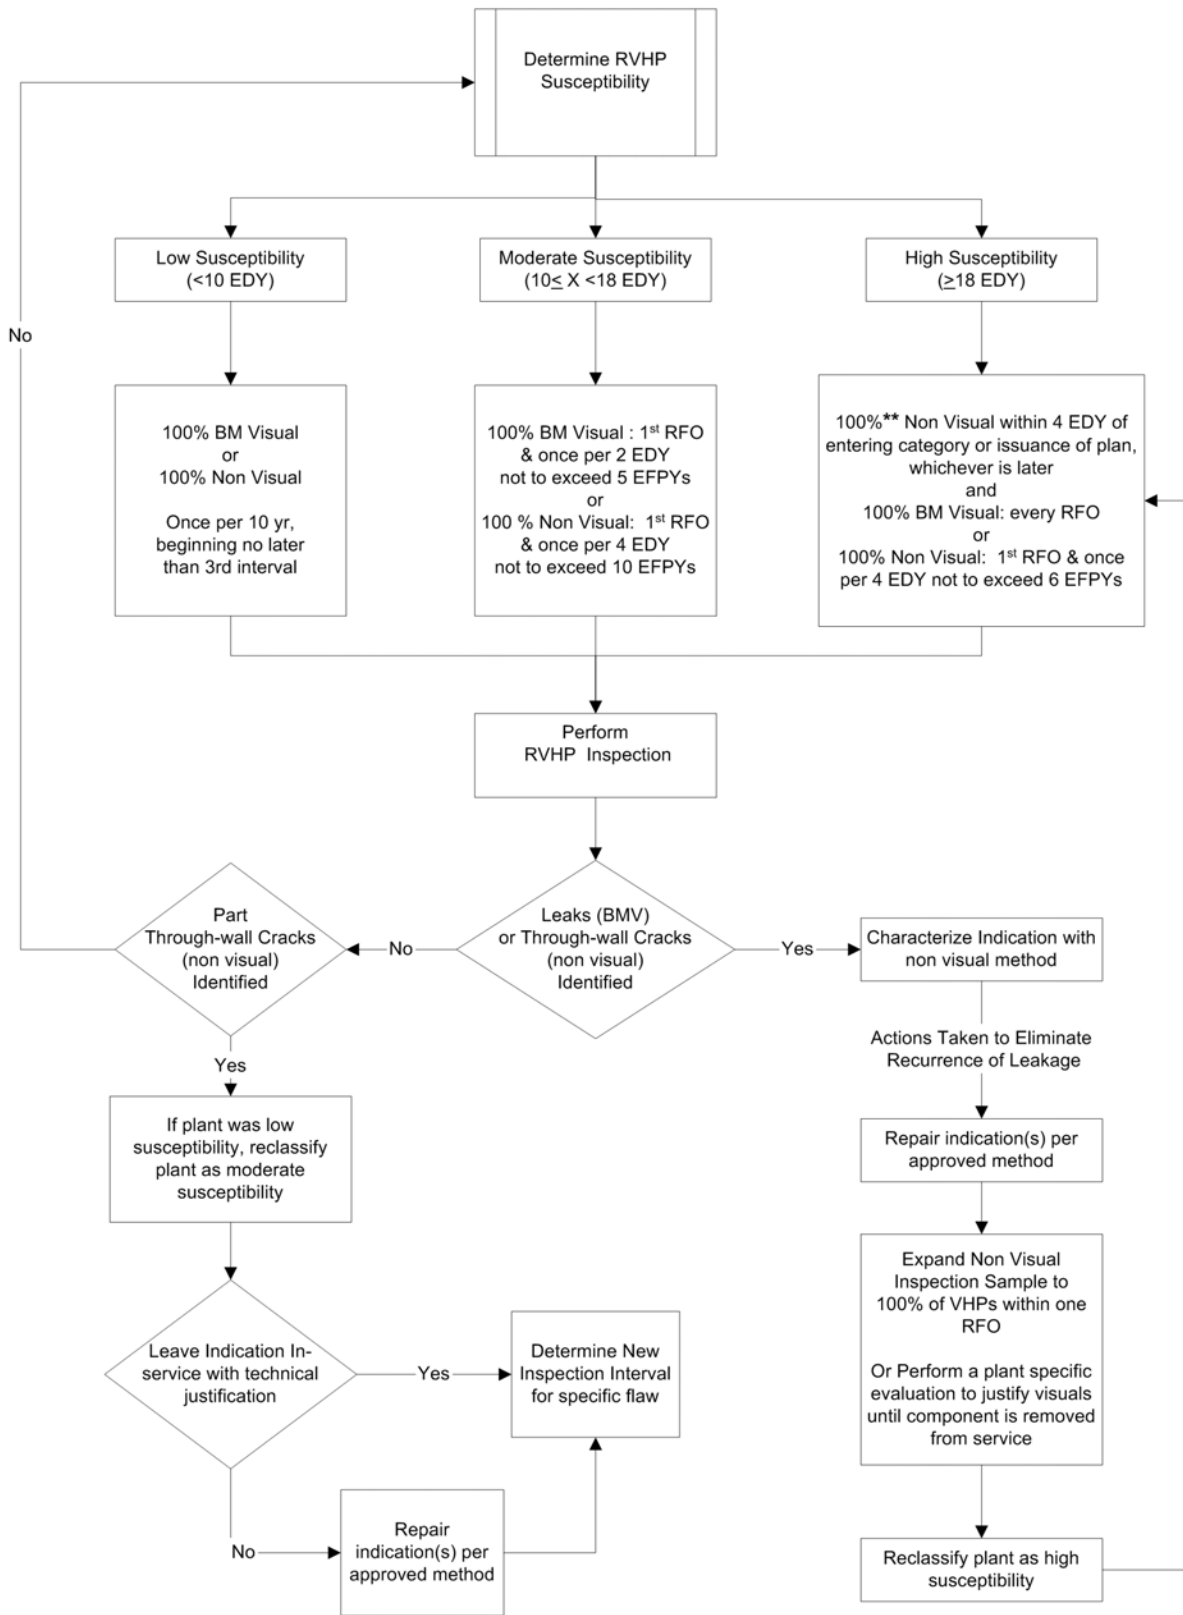 Determine RVHP
Susceptibility
Low Susceptibility
(<10 EDY)
Moderate Susceptibility
(10≤ X <18 EDY)
High Susceptibility
(≥18 EDY)
No
100% BM Visual
or
100% Non Visual
Once per 10 yr,
beginning no later
than 3rd interval
100% BM Visual : 1st RFO
& once per 2 EDY
not to exceed 5 EFPYs
or
100 % Non Visual: 1st RFO
& once per 4 EDY
not to exceed 10 EFPYs
100%** Non Visual within 4 EDY of
entering category or issuance of plan,
whichever is later
and
100% BM Visual: every RFO
or
100% Non Visual: 1st RFO & once
per 4 EDY not to exceed 6 EFPYs
Perform
RVHP Inspection
Part
Through-wall Cracks
(non visual)
Identified
No
Leaks (BMV)
or Through-wall Cracks
(non visual)
Identified
Yes
Characterize Indication with
non visual method
Actions Taken to Eliminate
Recurrence of Leakage
Yes
If plant was low
susceptibility, reclassify
plant as moderate
susceptibility
Repair indication(s) per
approved method
Expand Non Visual
Inspection Sample to
100% of VHPs within one
RFO
Or Perform a plant specific
evaluation to justify visuals
until component is removed
from service
Leave Indication In-
service with technical
justification
Yes
Determine New
Inspection Interval
for specific flaw
No
Repair
indication(s) per
approved method
Reclassify plant as high
susceptibility